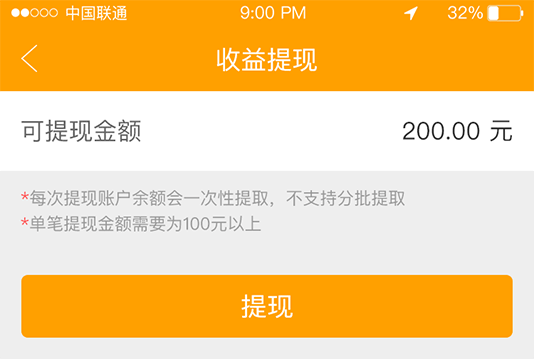 中国联通 9:00 PM 32%
收益提现
可提现金额 200.00 元
*每次提现账户余额会一次性提取，不支持分批提取
*单笔提现金额需要为100元以上
提现